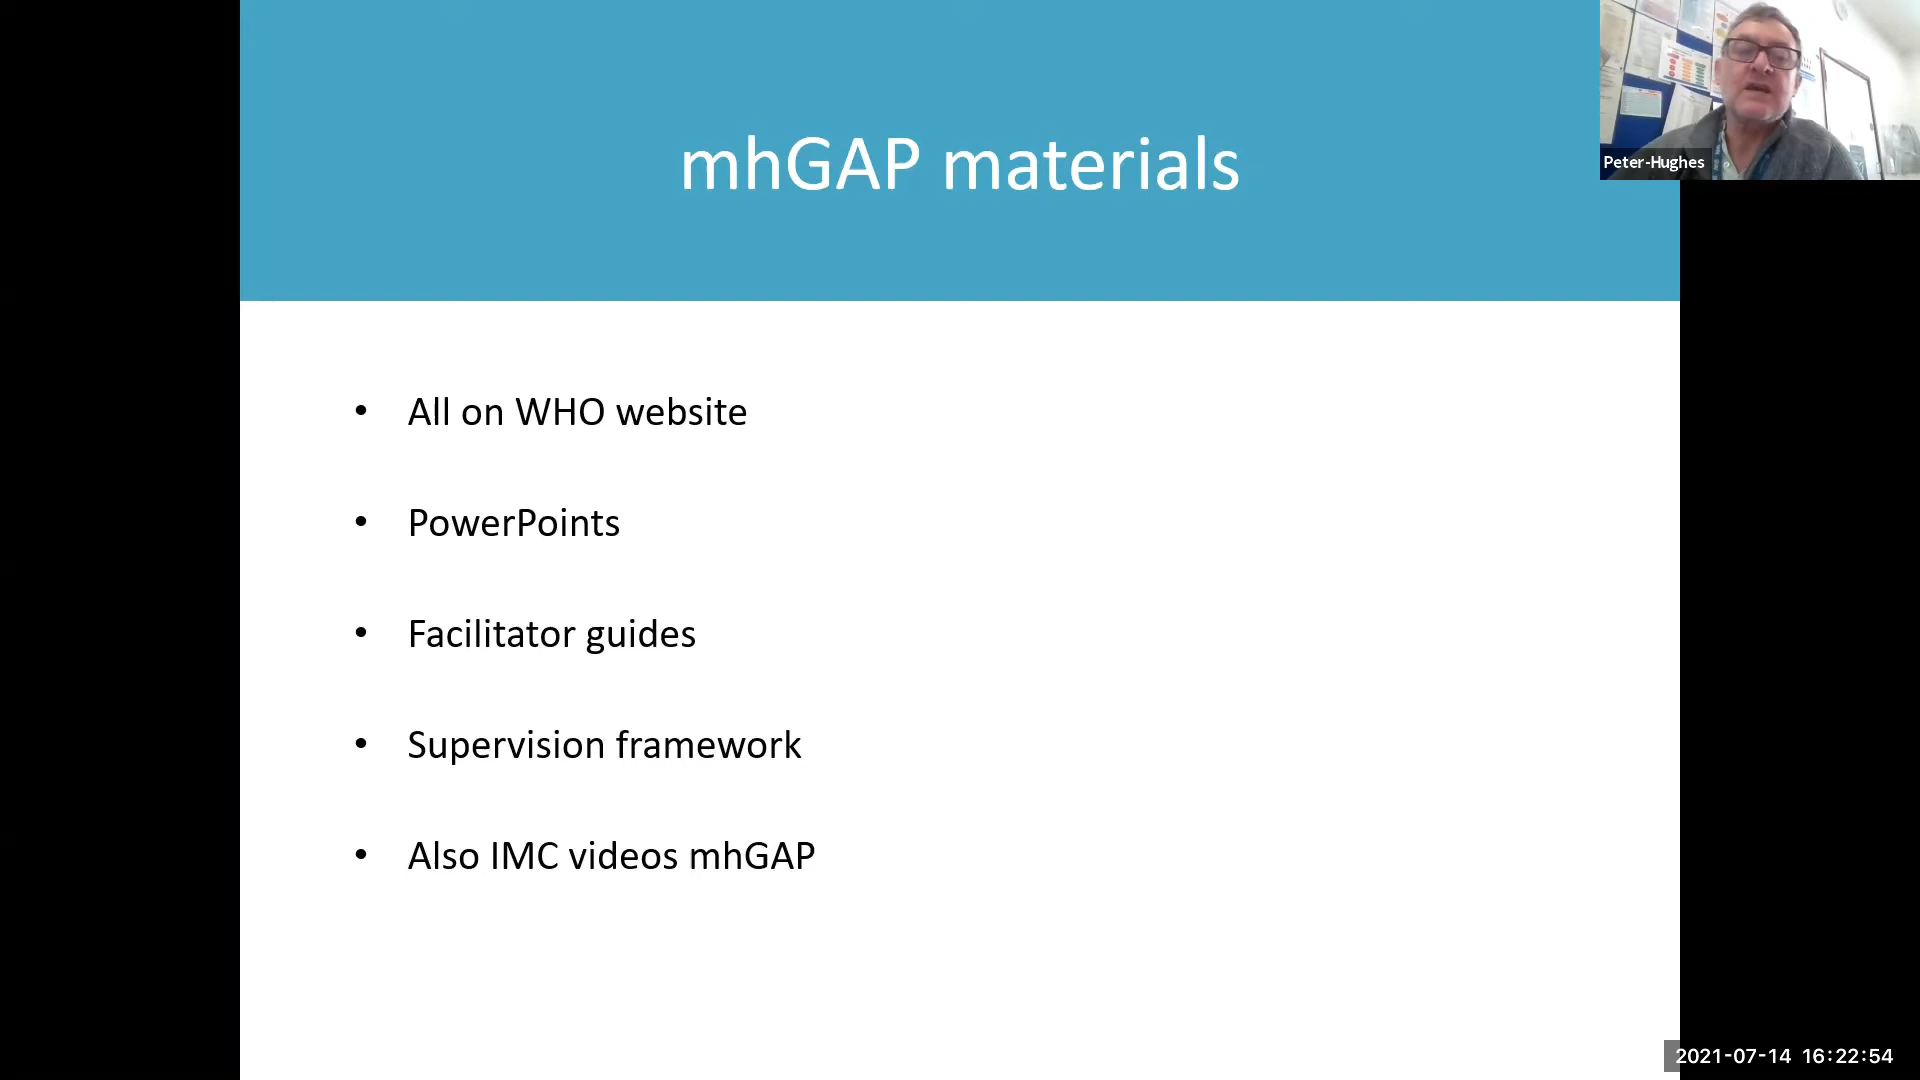 mhGAP materials
Peter-Hughes
• All on WHO website
• PowerPoints
• Facilitator guides
• Supervision framework
• Also IMC videos mhGAP
2021-07-14 16:22:54